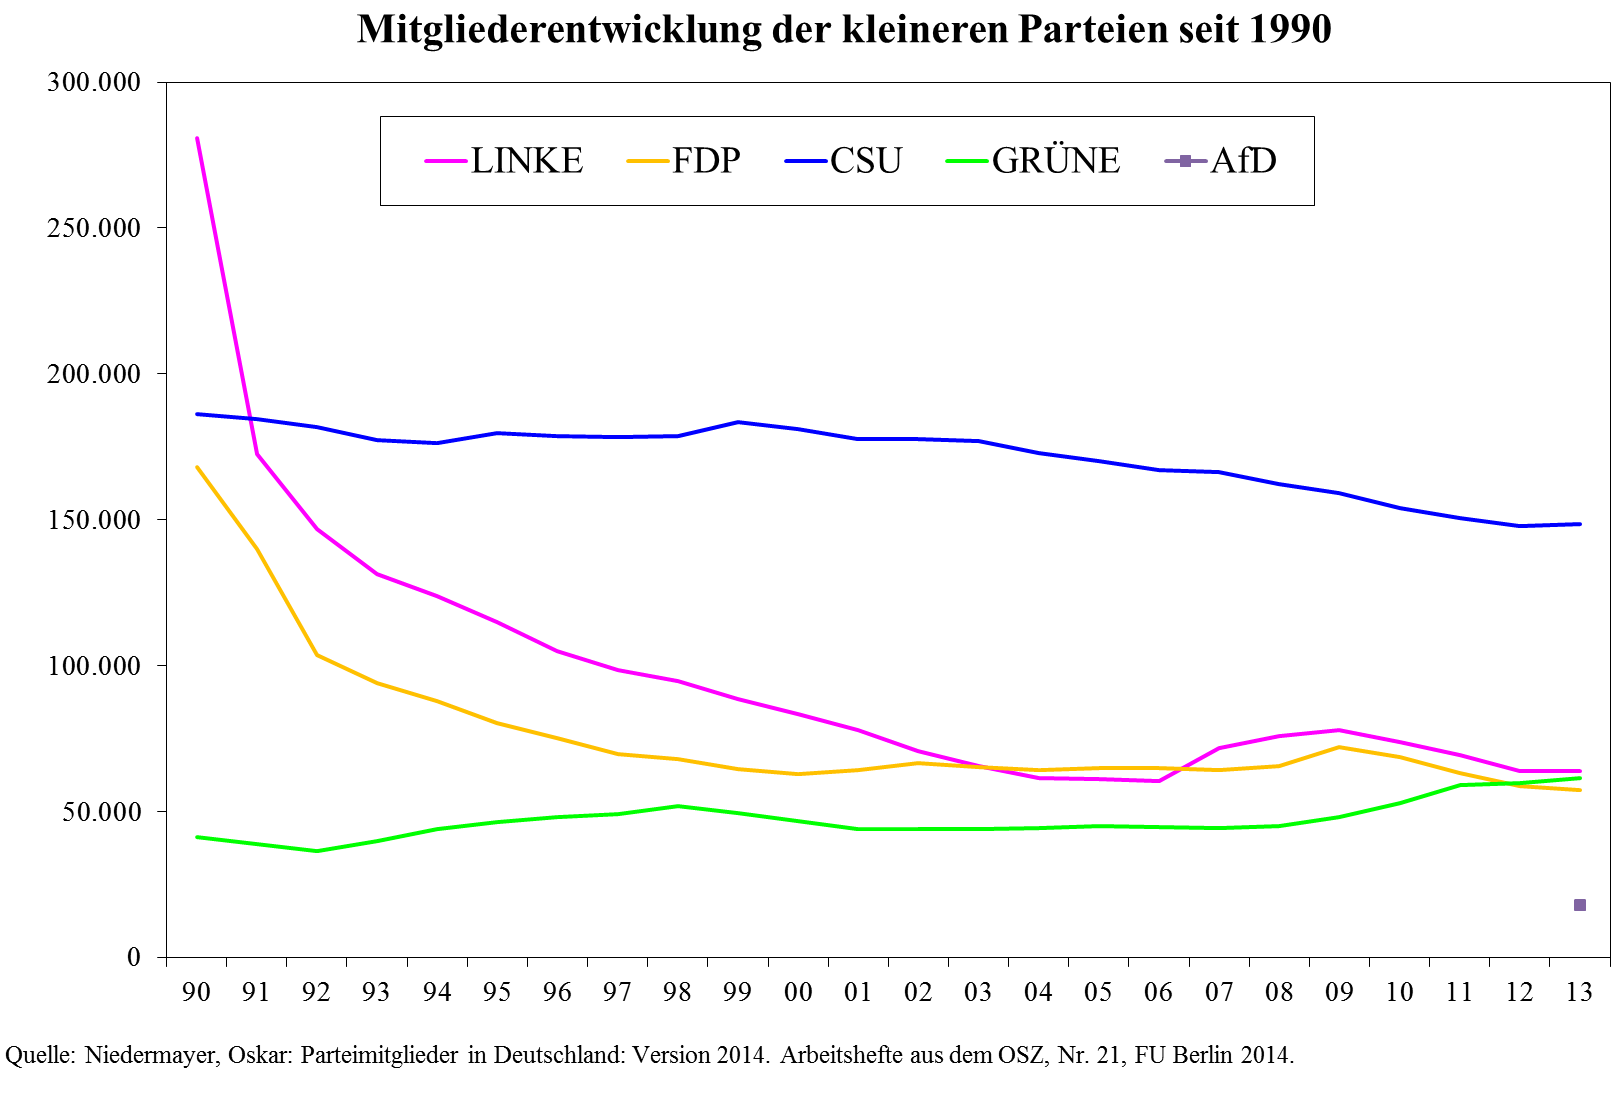 Mitgliederentwicklung der kleineren Parteien seit 1990
300.000
LINKE FDP CSU GRÜNE AfD
250.000
200.000
150.000
100.000
50.000
0
90 91 92 93 94 95 96 97 98 99 00 01 02 03 04 05 06 07 08 09 10 11 12 13
Quelle: Niedermayer, Oskar: Parteimitglieder in Deutschland: Version 2014. Arbeitshefte aus dem OSZ, Nr. 21, FU Berlin 2014.